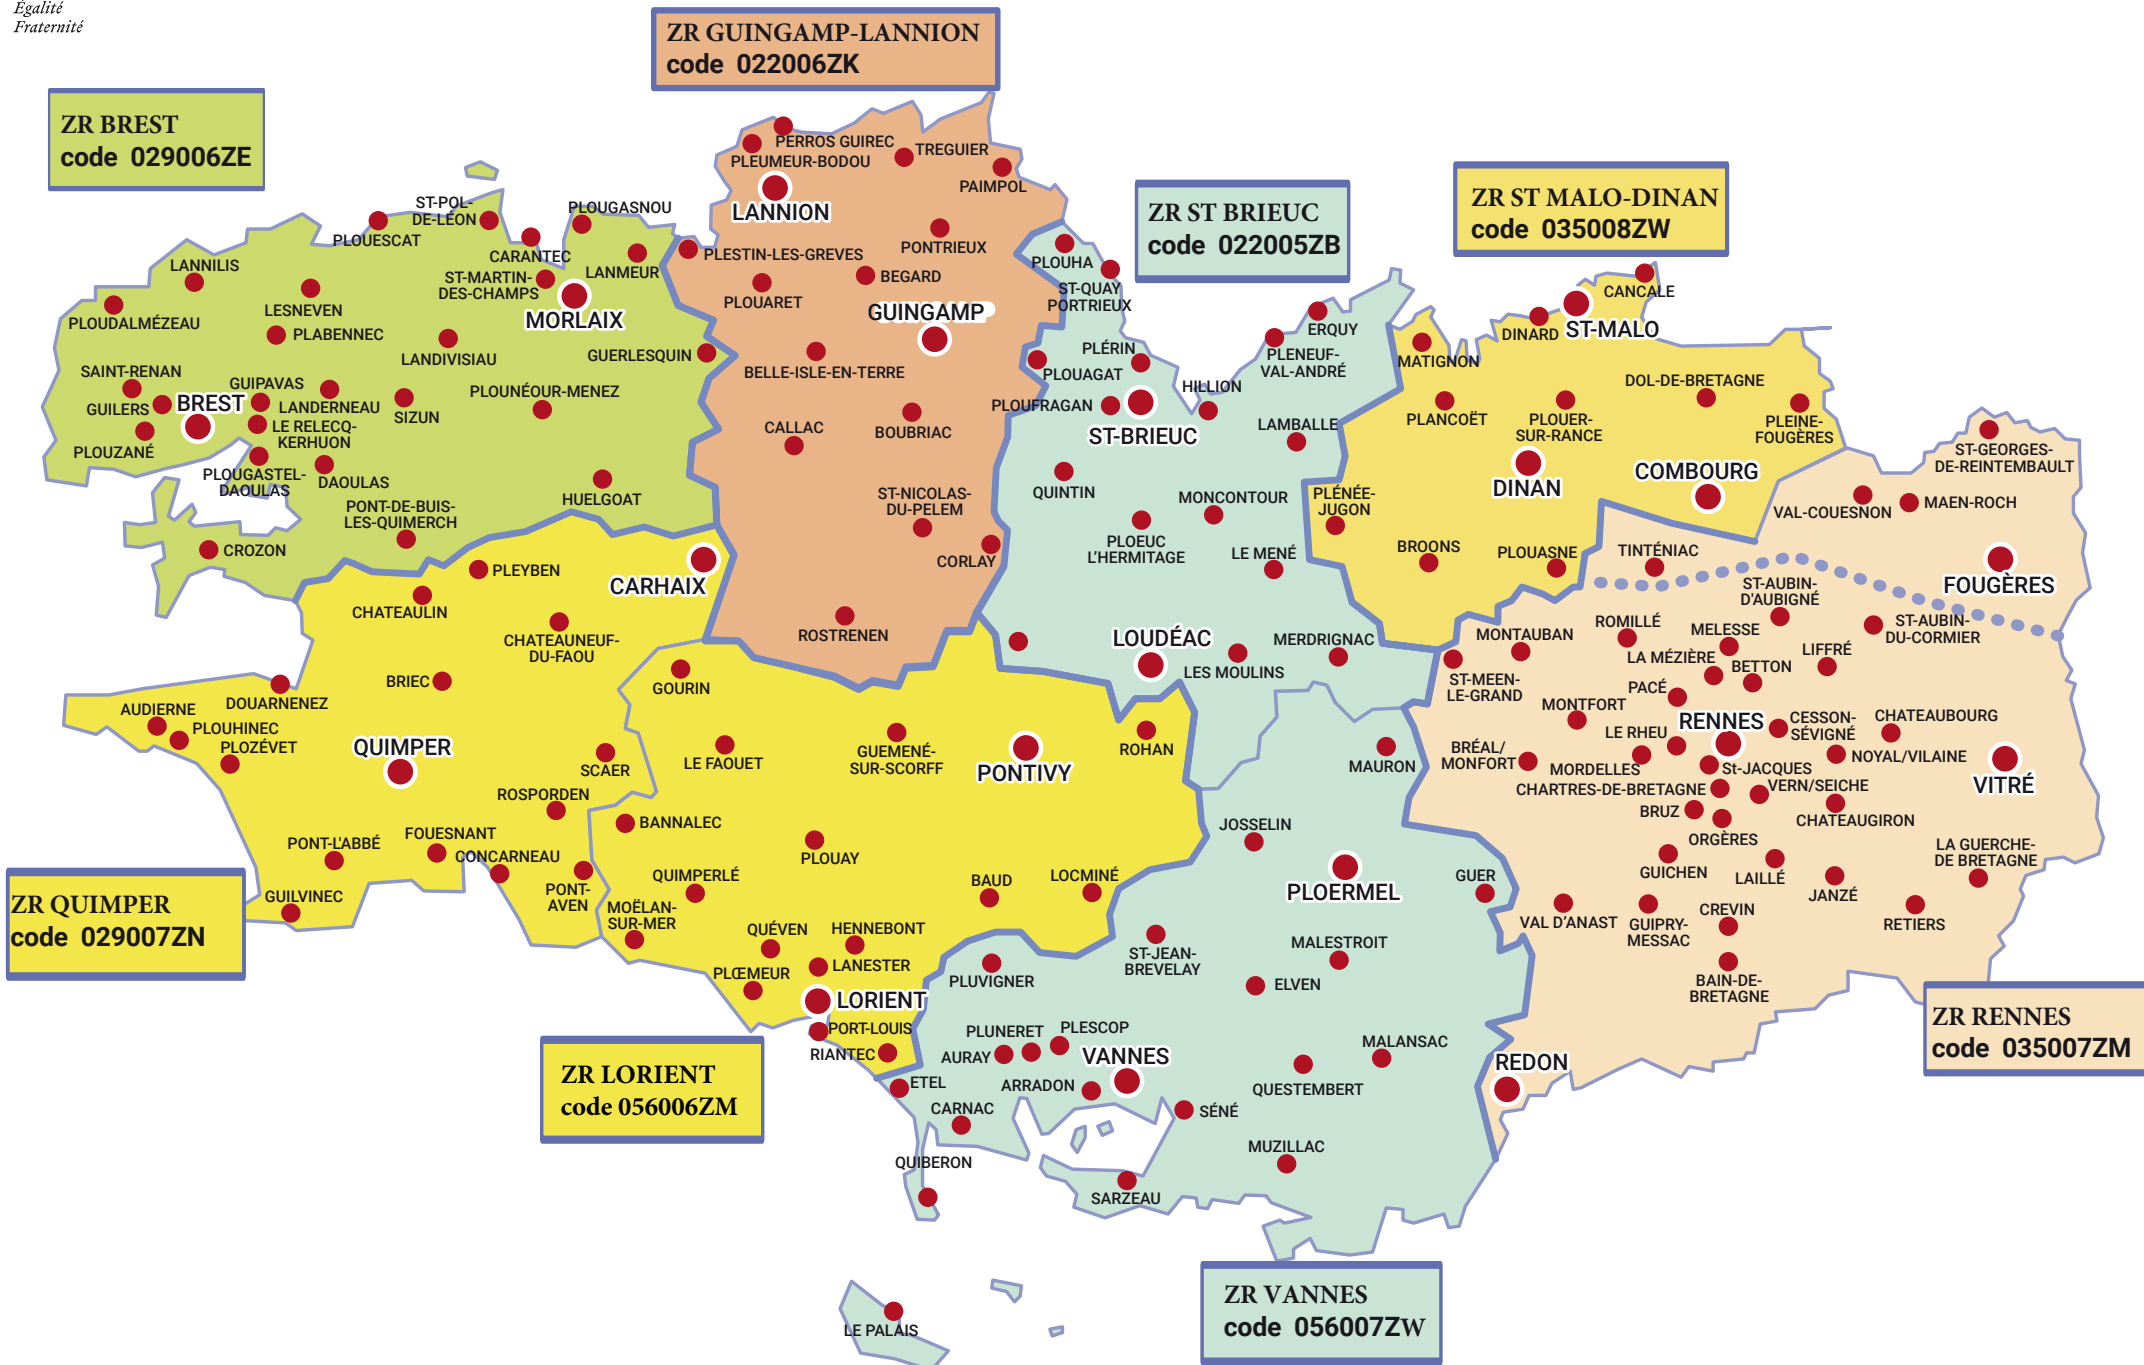 Égalité
Fraternité
ZR GUINGAMP-LANNION
code 022006ZK
ZR BREST
code 029006ZE
ZR ST BRIEUC
code 022005ZB
ZR ST MALO-DINAN
code 035008ZW
ZR QUIMPER
code 029007ZN
ZR LORIENT
code 056006ZM
ZR VANNES
code 056007ZW
ZR RENNES
code 035007ZM
PLOUESCAT
ST-POL-
DE-LÉON
CARANTEC
PLOUGASNOU
LANMEUR
ST-MARTIN-
DES-CHAMPS
MORLAIX
LANNILIS
LESNEVEN
PLOUDALMÉZEAU
PLABENNEC
LANDIVISIAU
GUERLESQUIN
SAINT-RENAN
GUILERS
BREST
GUIPAVAS
LANDERNEAU
LE RELECQ-
KERHUON
SIZUN
PLOUNÉOUR-MENEZ
PLOUZANÉ
PLOUGASTEL-
DAOULAS
DAOULAS
HUELGOAT
PONT-DE-BUIS-
LES-QUIMERCH
CROZON
PERROS GUIREC
PLEUMEUR-BODOU
TREGUIER
PAIMPOL
LANNION
PONTRIEUX
PLESTIN-LES-GREVES
BEGARD
PLOUARET
GUINGAMP
BELLE-ISLE-EN-TERRE
CALLAC
BOUBRIAC
ST-NICOLAS-
DU-PELEM
CORLAY
ROSTRENEN
PLOUHA
ST-QUAY
PORTRIEUX
ERQUY
PLENEUF-
VAL-ANDRÉ
PLÉRIN
PLOUAGAT
HILLION
PLOUFRAGAN
ST-BRIEUC
LAMBALLE
QUINTIN
MONCONTOUR
PLOEUC
L'HERMITAGE
LE MENÉ
LOUDÉAC
LES MOULINS
MERDRIGNAC
CANCALE
DINARD
ST-MALO
MATIGNON
PLANCOËT
PLOUER-
SUR-RANCE
DOL-DE-BRETAGNE
PLEINE-
FOUGÈRES
DINAN
COMBOURG
PLÉNÉE-
JUGON
BROONS
PLOUASNE
ST-GEORGES-
DE-REINTEMBAULT
VAL-COUESNON
MAEN-ROCH
FOUGÈRES
TINTÉNIAC
ST-AUBIN-
D'AUBIGNÉ
ST-AUBIN-
DU-CORMIER
MONTAUBAN
ROMILLÉ
MELESSE
LA MÉZIÈRE
BETTON
LIFFRÉ
ST-MEEN-
LE-GRAND
PACÉ
MONTFORT
RENNES
LE RHEU
CESSON-
SÉVIGNÉ
CHATEAUBOURG
BRÉAL/
MONFORT
MORDELLES
St-JACQUES
NOYAL/VILAINE
VITRÉ
CHARTRES-DE-BRETAGNE
VERN/SEICHE
BRUZ
ORGÈRES
CHATEAUGIRON
LA GUERCHE-
DE BRETAGNE
GUICHEN
LAILLÉ
JANZÉ
RETIERS
VAL D'ANAST
GUIPRY-
MESSAC
CREVIN
BAIN-DE-
BRETAGNE
REDON
CARHAIX
PLEYBEN
CHATEAULIN
CHATEAUNEUF-
DU-FAOU
BRIEC
DOUARNENEZ
AUDIERNE
PLOUHINEC
PLOZÉVET
QUIMPER
SCAER
ROSPORDEN
PONT-L'ABBÉ
FOUESNANT
CONCARNEAU
PONT-
AVEN
GUILVINEC
GOURIN
LE FAOUET
GUEMENÉ-
SUR-SCORFF
PONTIVY
ROHAN
BANNALEC
PLOUAY
QUIMPERLÉ
MOËLAN-
SUR-MER
BAUD
LOCMINÉ
QUÉVEN
HENNEBONT
LANESTER
PLŒMEUR
LORIENT
PORT-LOUIS
RIANTEC
MAURON
JOSSELIN
PLOERMEL
GUER
ST-JEAN-
BREVELAY
MALESTROIT
ELVEN
PLUVIGNER
PLUNERET
PLESCOP
AURAY
VANNES
ARRADON
MALANSAC
QUESTEMBERT
ETEL
CARNAC
SÉNÉ
QUIBERON
MUZILLAC
SARZEAU
LE PALAIS